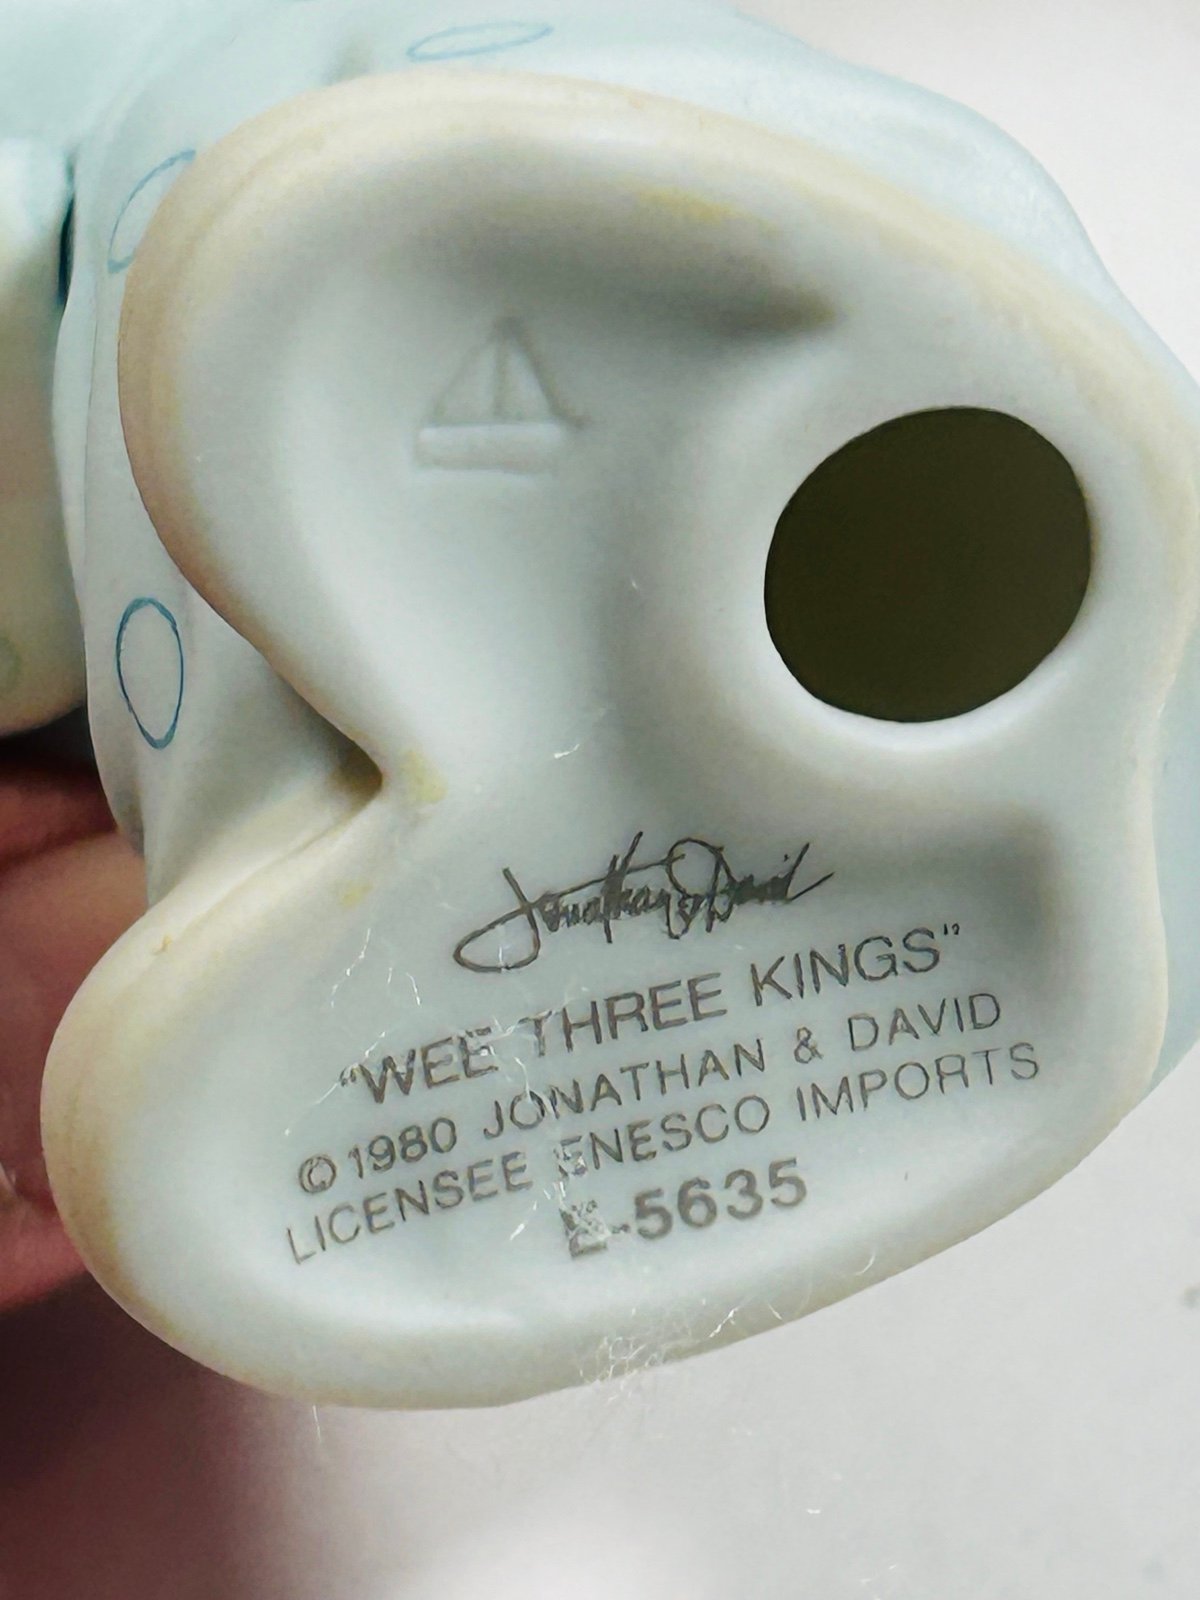 Jonathan & David
“WEE THREE KINGS”
©1980 JONATHAN & DAVID
LICENSEE ENESCO IMPORTS
E-5635